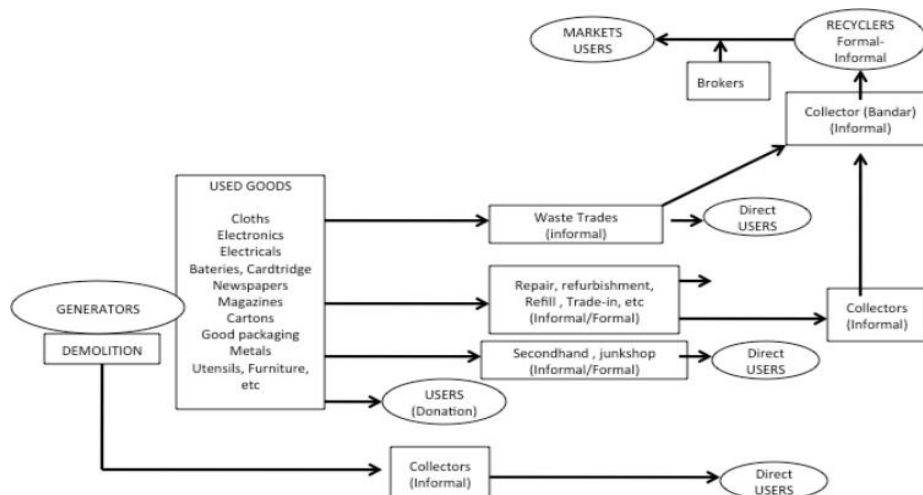 MARKETS
USERS
RECYCLERS
Formal-
Informal
Brokers
Collector (Bandar)
(Informal)
USED GOODS
Cloths
Electronics
Electricals
Bateries, Cardtridge
Newspapers
Magazines
Cartons
Good packaging
Metals
Utensils, Furniture,
etc
Waste Trades
(informal)
Direct
USERS
GENERATORS
DEMOLITION
Repair, refurbishment,
Refill , Trade-in, etc
(Informal/Formal)
Collectors
(Informal)
Secondhand , junkshop
(Informal/Formal)
Direct
USERS
USERS
(Donation)
Collectors
(Informal)
Direct
USERS